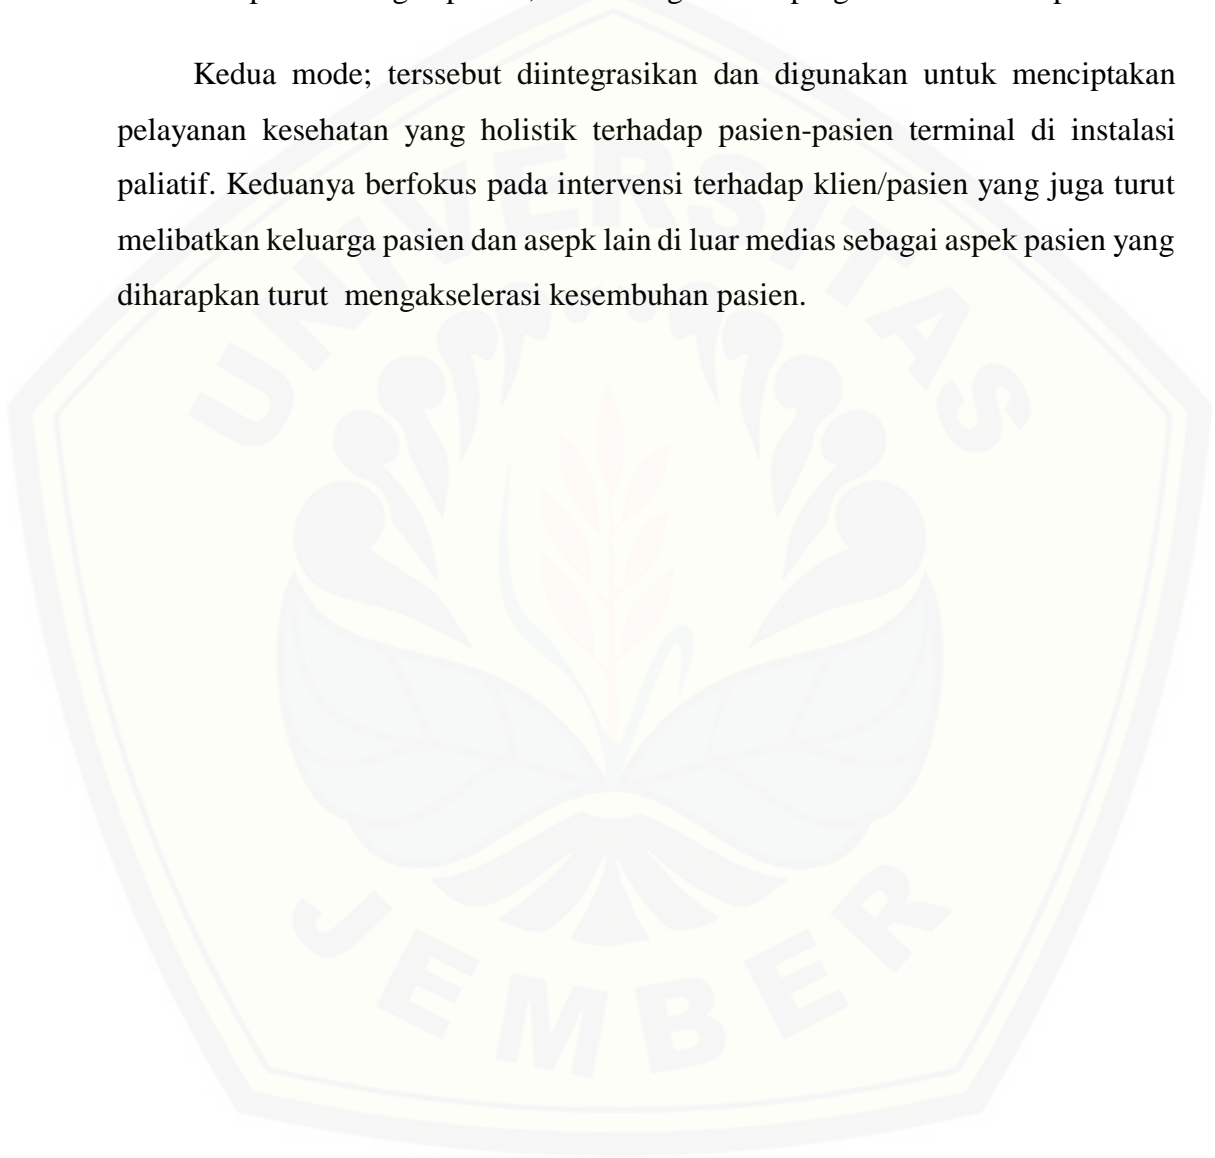 Kedua mode; terssebut diintegrasikan dan digunakan untuk menciptakan
pelayanan kesehatan yang holistik terhadap pasien-pasien terminal di instalasi
paliatif. Keduanya berfokus pada intervensi terhadap klien/pasien yang juga turut
melibatkan keluarga pasien dan asepk lain di luar medias sebagai aspek pasien yang
diharapkan turut mengakselerasi kesembuhan pasien.
UNIVERSITAS
JEMBER